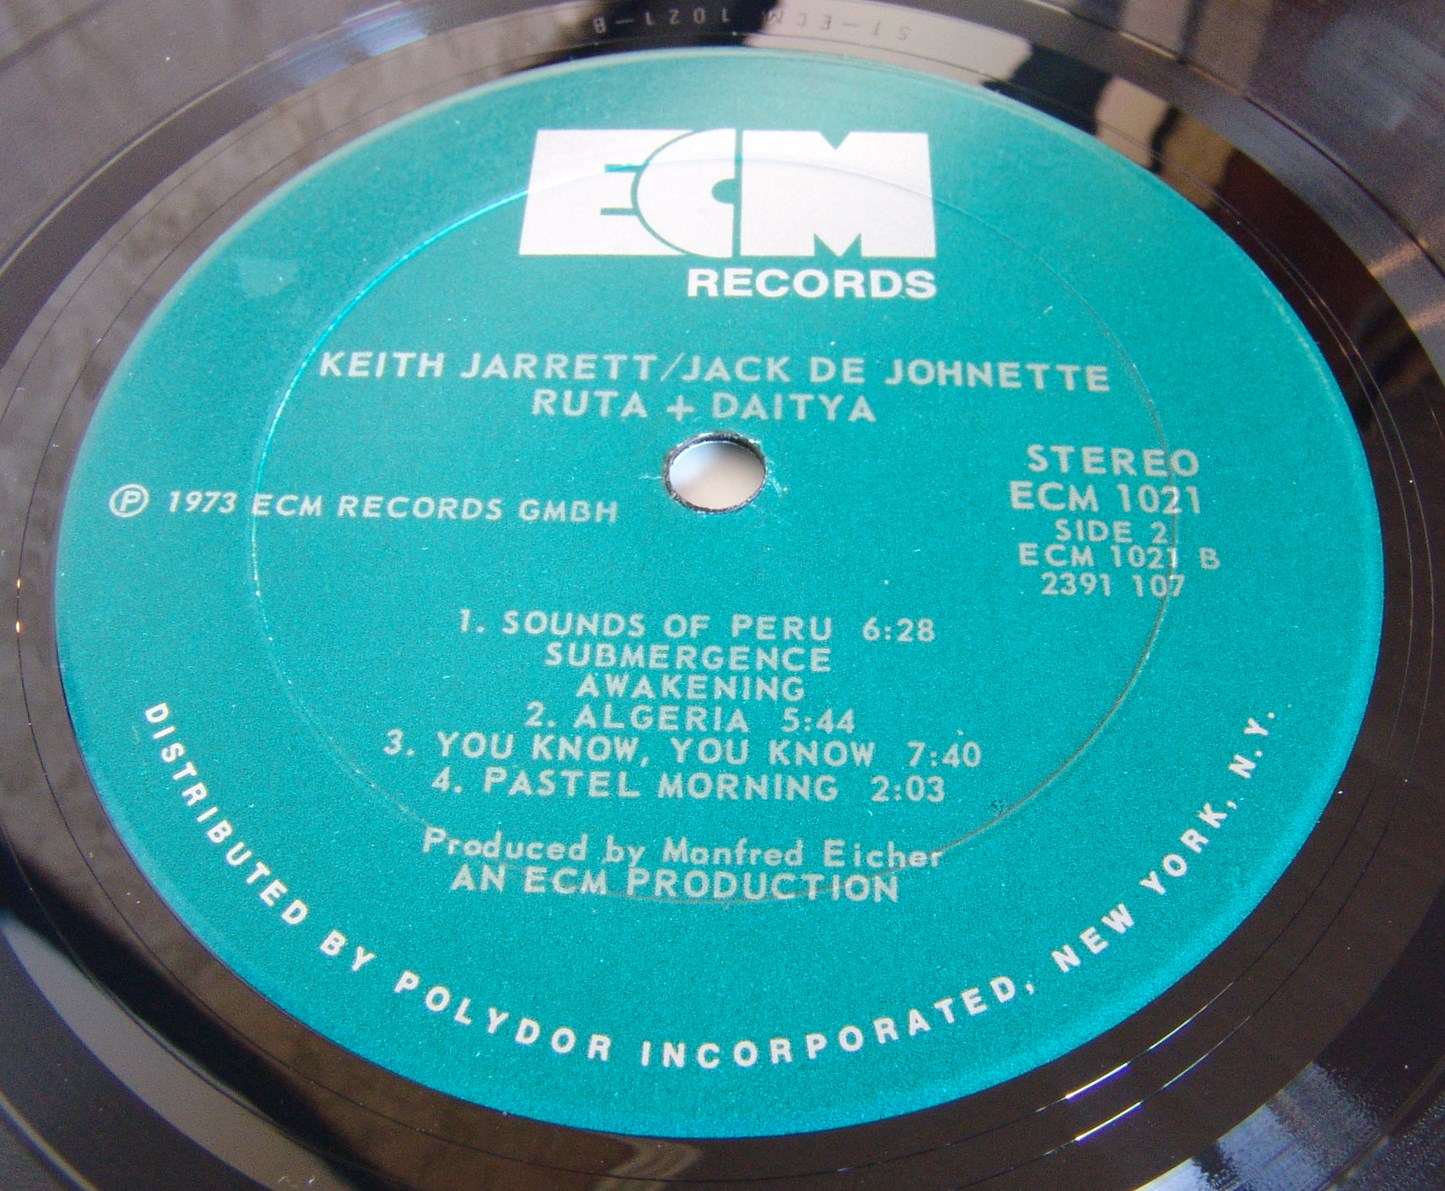 ST-ECM 1021-B
ECM
RECORDS
KEITH JARRETT/JACK DE JOHNETTE
RUTA + DAITYA
STEREO
ECM 1021
SIDE 2
ECM 1021 B
2391 107
Ⓟ 1973 ECM RECORDS GMBH
1. SOUNDS OF PERU 6:28
SUBMERGENCE
AWAKENING
2. ALGERIA 5:44
3. YOU KNOW, YOU KNOW 7:40
4. PASTEL MORNING 2:03
Produced by Manfred Eicher
AN ECM PRODUCTION
DISTRIBUTED BY POLYDOR INCORPORATED, NEW YORK, N.Y.